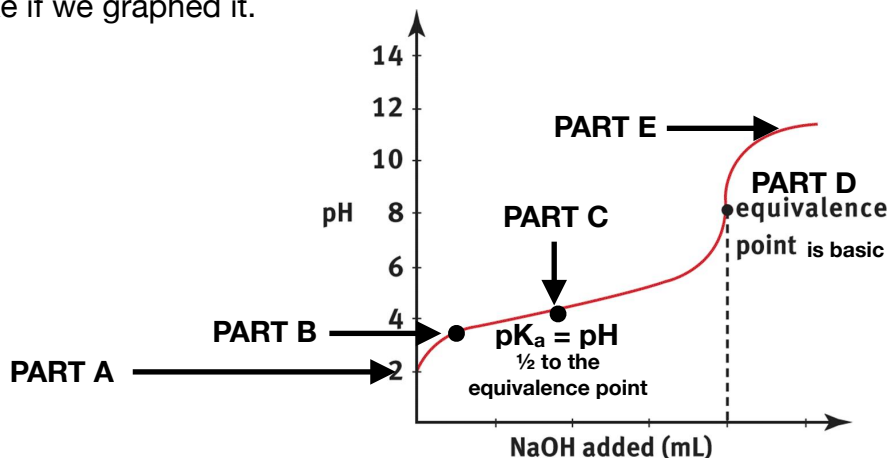 e if we graphed it.
14
12
PART E
10
PART D
pH
8
PART C
equivalence
point is basic
6
4
PART B
pKₐ = pH
½ to the
equivalence point
PART A
2
NaOH added (mL)